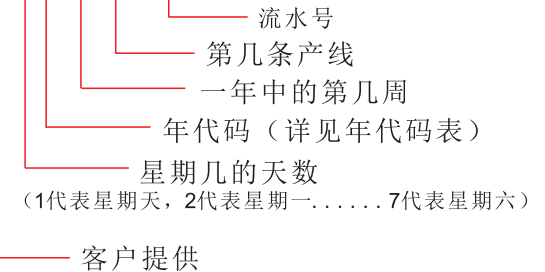 流水号
第几条产线
一年中的第几周
年代码（详见年代码表）
星期几的天数
（1代表星期天，2代表星期一......7代表星期六）
客户提供